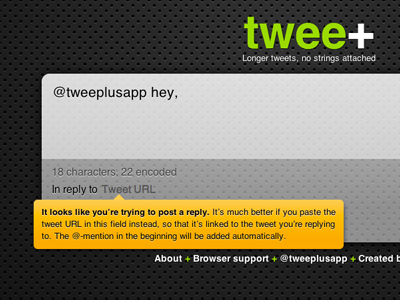 twee+
Longer tweets, no strings attached
@tweeplusapp hey,
18 characters, 22 encoded
In reply to Tweet URL
It looks like you're trying to post a reply. It's much better if you paste the
tweet URL in this field instead, so that it's linked to the tweet you're replying
to. The @-mention in the beginning will be added automatically.
About + Browser support + @tweeplusapp + Created b